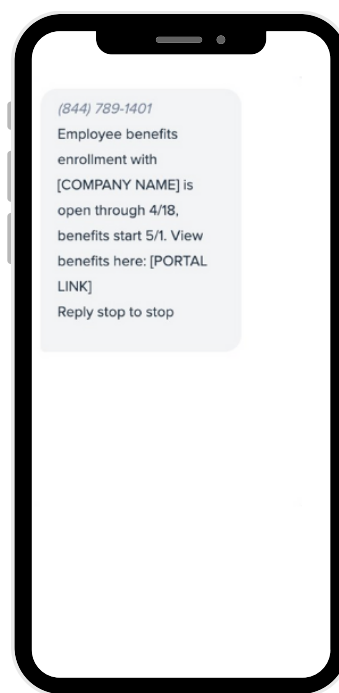 (844) 789-1401
Employee benefits
enrollment with
[COMPANY NAME] is
open through 4/18,
benefits start 5/1. View
benefits here: [PORTAL
LINK]
Reply stop to stop